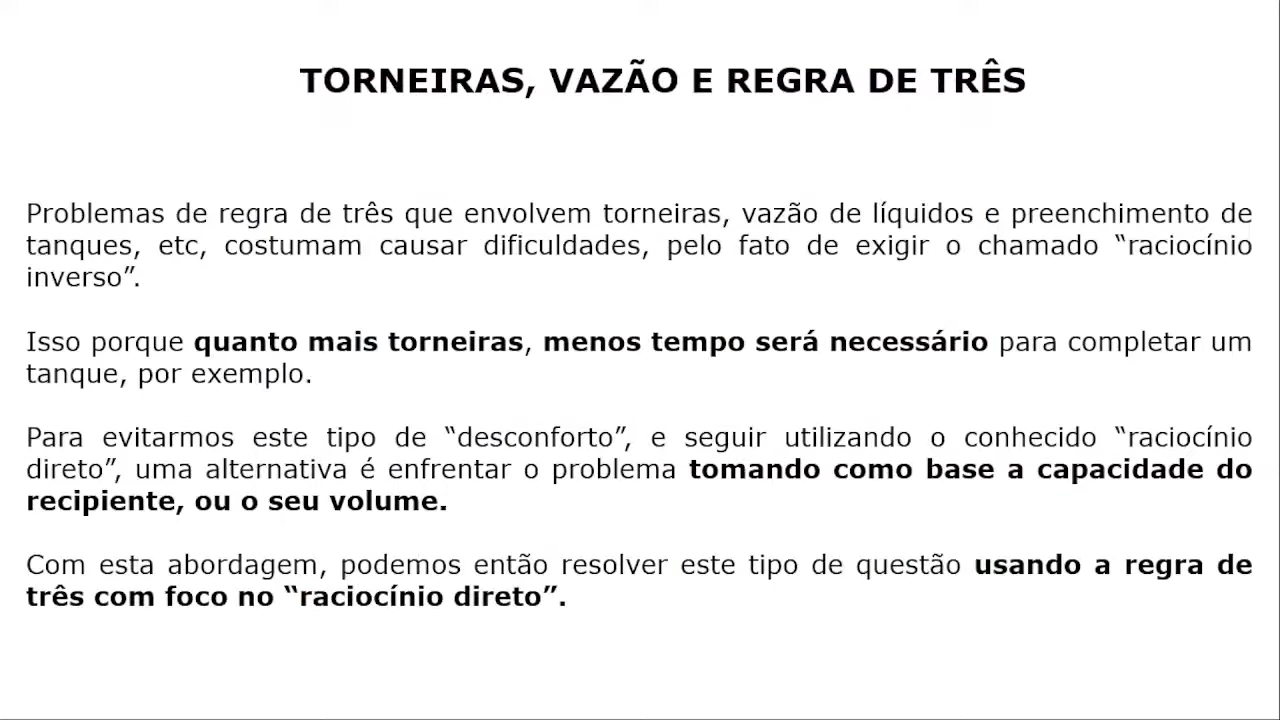 TORNEIRAS, VAZÃO E REGRA DE TRÊS
Problemas de regra de três que envolvem torneiras, vazão de líquidos e preenchimento de
tanques, etc, costumam causar dificuldades, pelo fato de exigir o chamado “raciocínio
inverso”.
Isso porque quanto mais torneiras, menos tempo será necessário para completar um
tanque, por exemplo.
Para evitarmos este tipo de “desconforto”, e seguir utilizando o conhecido “raciocínio
direto”, uma alternativa é enfrentar o problema tomando como base a capacidade do
recipiente, ou o seu volume.
Com esta abordagem, podemos então resolver este tipo de questão usando a regra de
três com foco no “raciocínio direto”.